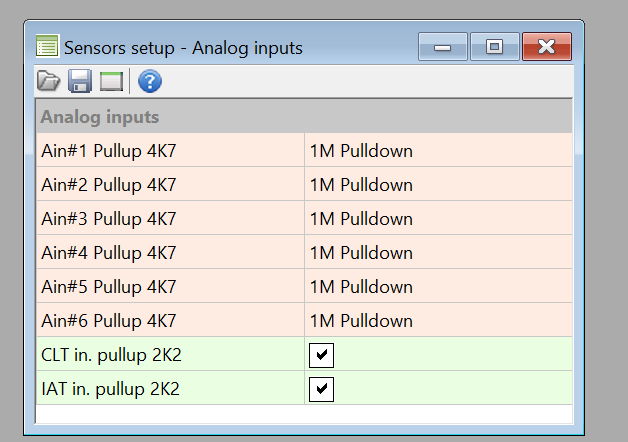 Sensors setup - Analog inputs
Analog inputs
Ain#1 Pullup 4K7 1M Pulldown
Ain#2 Pullup 4K7 1M Pulldown
Ain#3 Pullup 4K7 1M Pulldown
Ain#4 Pullup 4K7 1M Pulldown
Ain#5 Pullup 4K7 1M Pulldown
Ain#6 Pullup 4K7 1M Pulldown
CLT in. pullup 2K2
IAT in. pullup 2K2